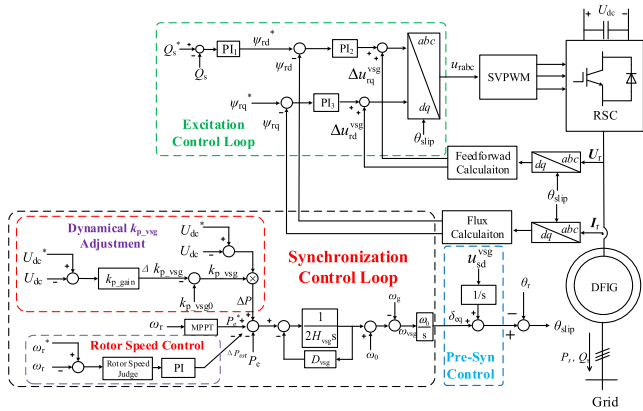 Q_s^* + - Q_s PI_1 ψ_rd^* + - ψ_rd PI_2 + + Δu_rq^vsg
ψ_rq^* + - ψ_rq PI_3 + + Δu_rd^vsg
abc dq θ_slip
Excitation
Control Loop
u_rabc SVPWM
+ U_dc -
RSC
Feedforwad
Calculaiton
dq abc U_r
θ_slip
Flux
Calculaiton
dq abc I_r
DFIG
P_s, Q_s
Grid
Dynamical k_p_vsg
Adjustment
U_dc^* + - U_dc
U_dc^* + - U_dc
k_p_gain Δ k_p_vsg + k_p_vsg
k_p_vsg0
ΔP
Synchronization
Control Loop
ω_r MPPT P_e^* + + + - P_e
+ - 1 2H_vsg s
D_vsg
+ + ω_0
ω_g - + ω_vsg
ω_b s δ_eq
Rotor Speed Control
ω_r^* + - ω_r
Rotor Speed
Judge
PI
ΔP_ast
u_sd^vsg
1/s
+ +
Pre-Syn
Control
θ_r - + θ_slip